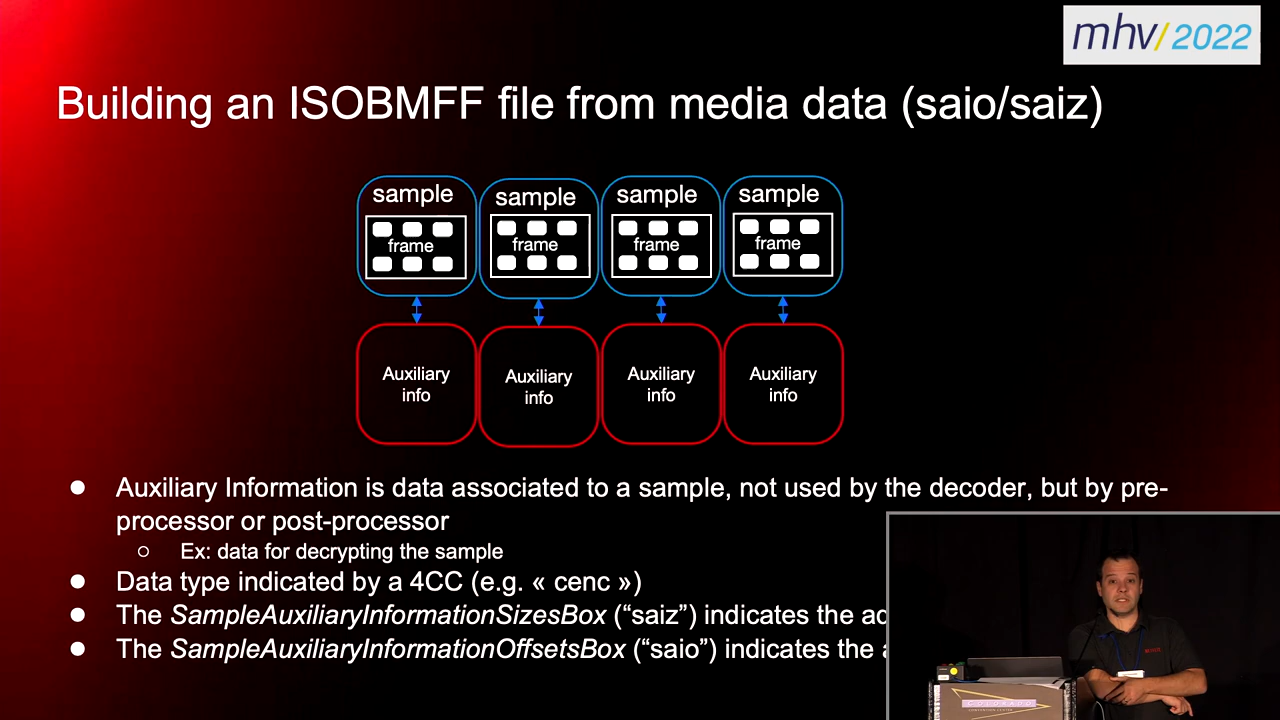 mhv/2022
Building an ISOBMFF file from media data (saio/saiz)
sample sample sample sample
frame frame frame frame
Auxiliary Auxiliary Auxiliary Auxiliary
info info info info
● Auxiliary Information is data associated to a sample, not used by the decoder, but by pre-
processor or post-processor
○ Ex: data for decrypting the sample
● Data type indicated by a 4CC (e.g. « cenc »)
● The SampleAuxiliaryInformationSizesBox (“saiz”) indicates the
● The SampleAuxiliaryInformationOffsetsBox (“saio”) indicates the
COLORADO
CONVENTION CENTER